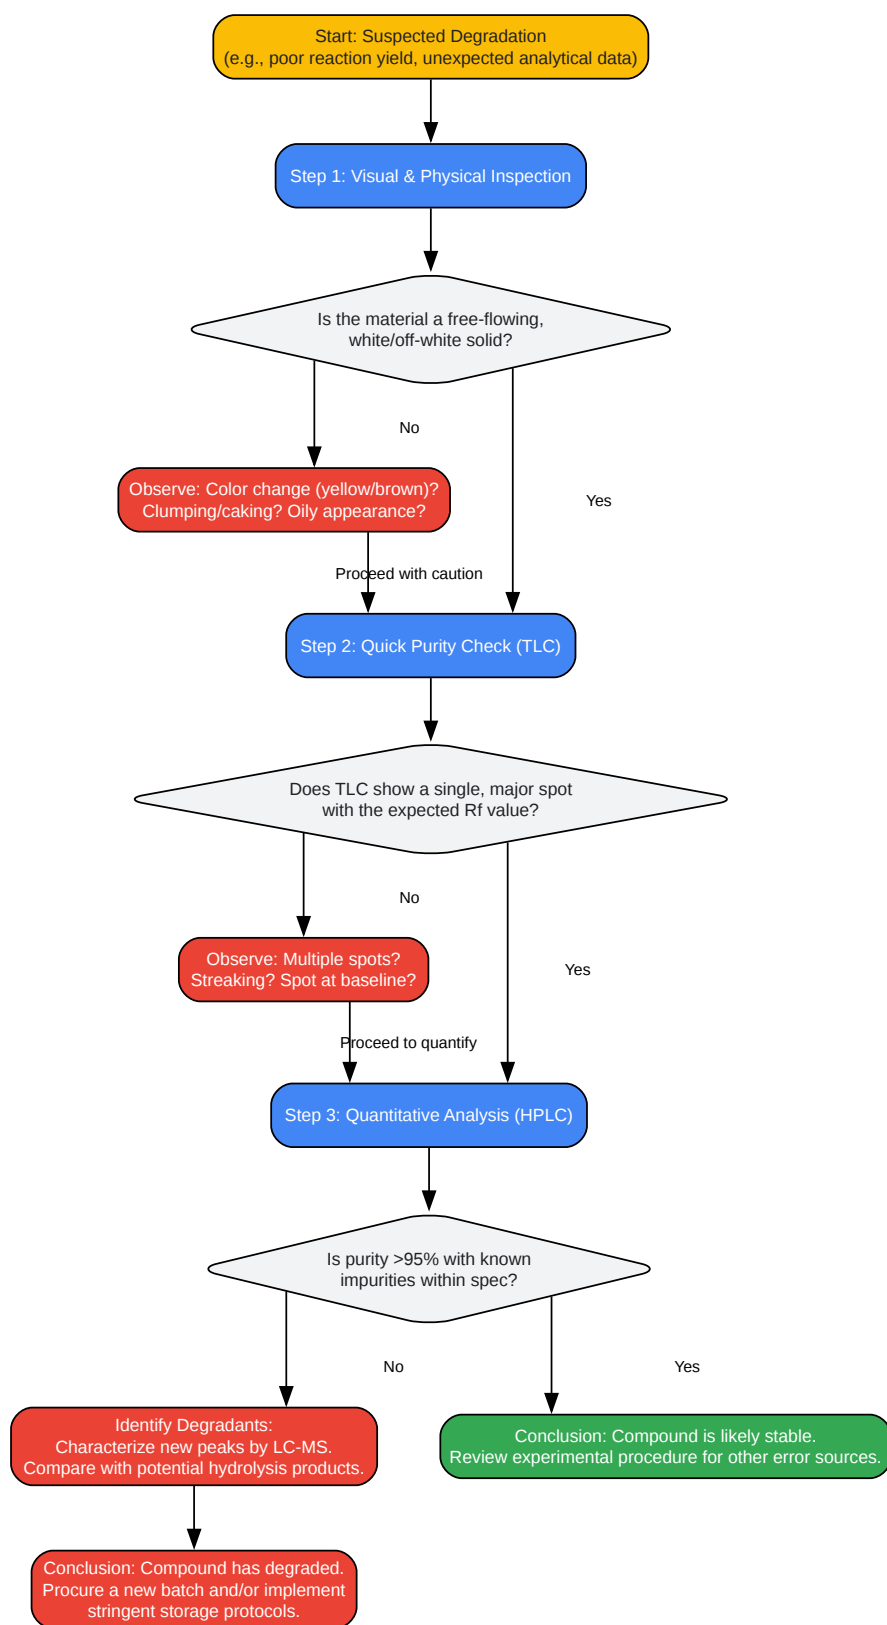 Start: Suspected Degradation
(e.g., poor reaction yield, unexpected analytical data)
Step 1: Visual & Physical Inspection
Is the material a free-flowing,
white/off-white solid?
No
Observe: Color change (yellow/brown)?
Clumping/caking? Oily appearance?
Yes
Proceed with caution
Step 2: Quick Purity Check (TLC)
Does TLC show a single, major spot
with the expected Rf value?
No
Observe: Multiple spots?
Streaking? Spot at baseline?
Yes
Proceed to quantify
Step 3: Quantitative Analysis (HPLC)
Is purity >95% with known
impurities within spec?
No
Yes
Identify Degradants:
Characterize new peaks by LC-MS.
Compare with potential hydrolysis products.
Conclusion: Compound is likely stable.
Review experimental procedure for other error sources.
Conclusion: Compound has degraded.
Procure a new batch and/or implement
stringent storage protocols.